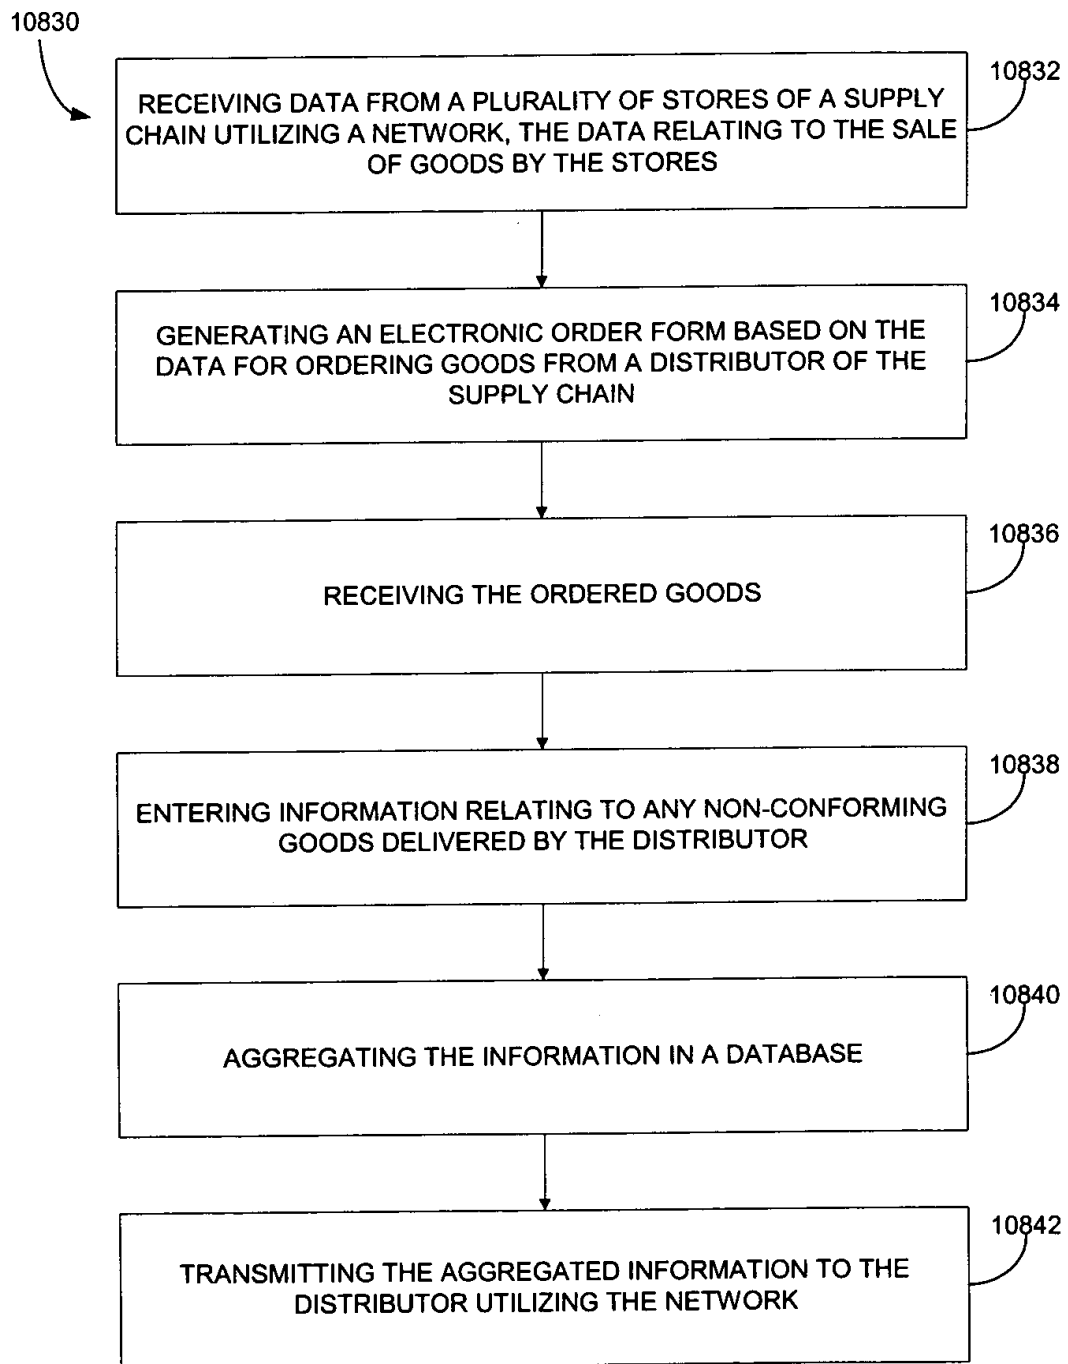 10830
10832
RECEIVING DATA FROM A PLURALITY OF STORES OF A SUPPLY
CHAIN UTILIZING A NETWORK, THE DATA RELATING TO THE SALE
OF GOODS BY THE STORES
10834
GENERATING AN ELECTRONIC ORDER FORM BASED ON THE
DATA FOR ORDERING GOODS FROM A DISTRIBUTOR OF THE
SUPPLY CHAIN
10836
RECEIVING THE ORDERED GOODS
10838
ENTERING INFORMATION RELATING TO ANY NON-CONFORMING
GOODS DELIVERED BY THE DISTRIBUTOR
10840
AGGREGATING THE INFORMATION IN A DATABASE
10842
TRANSMITTING THE AGGREGATED INFORMATION TO THE
DISTRIBUTOR UTILIZING THE NETWORK